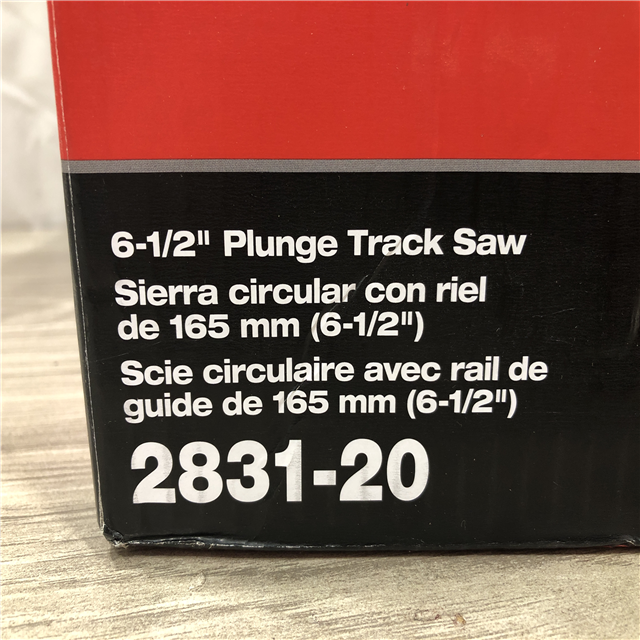 6-1/2" Plunge Track Saw
Sierra circular con riel
de 165 mm (6-1/2")
Scie circulaire avec rail de
guide de 165 mm (6-1/2")
2831-20